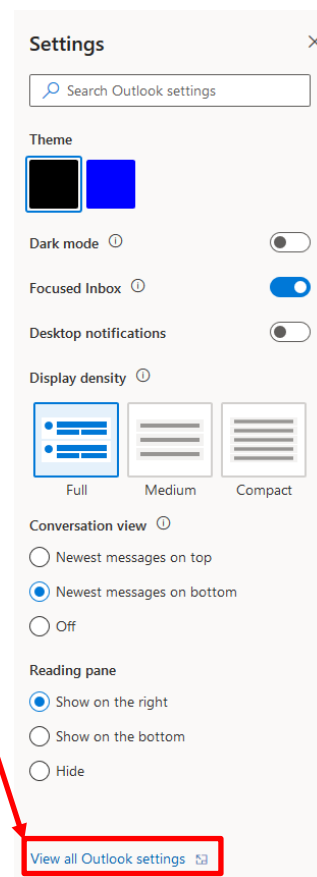 Settings
Search Outlook settings
Theme
Dark mode
Focused Inbox
Desktop notifications
Display density
Full Medium Compact
Conversation view
Newest messages on top
Newest messages on bottom
Off
Reading pane
Show on the right
Show on the bottom
Hide
View all Outlook settings